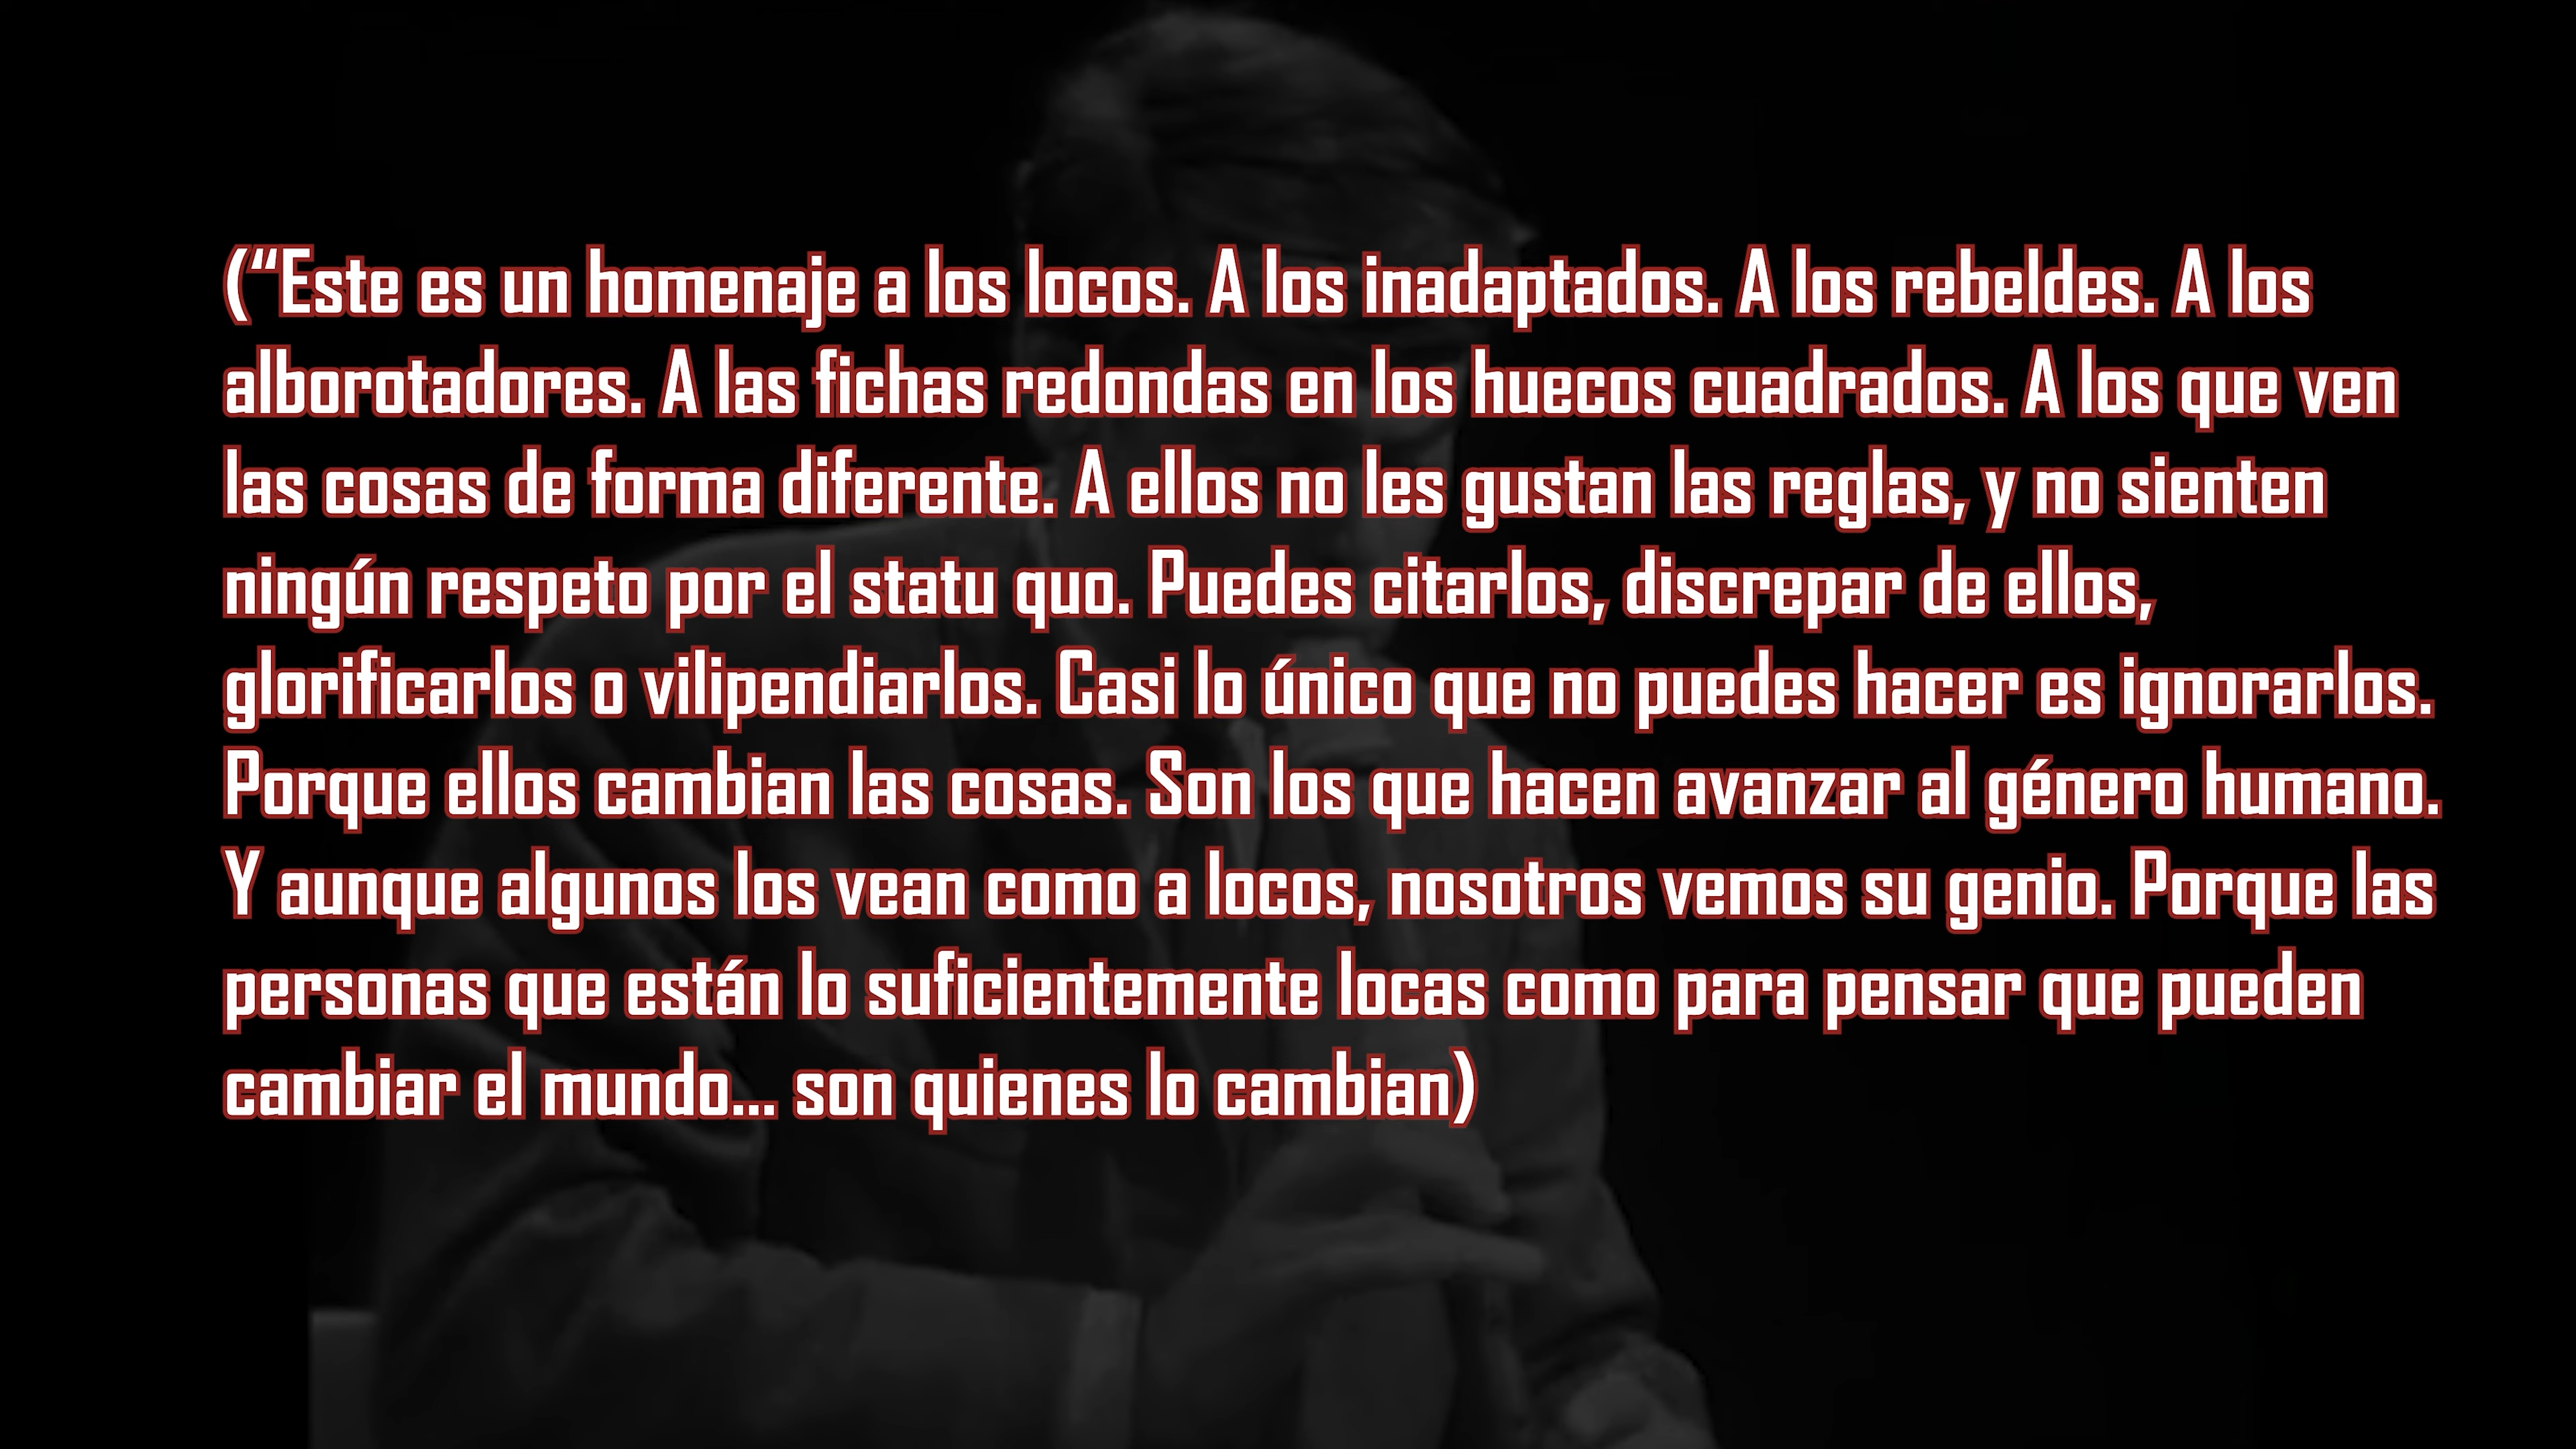 (“Este es un homenaje a los locos. A los inadaptados. A los rebeldes. A los
alborotadores. A las fichas redondas en los huecos cuadrados. A los que ven
las cosas de forma diferente. A ellos no les gustan las reglas, y no sienten
ningún respeto por el statu quo. Puedes citarlos, discrepar de ellos,
glorificarlos o vilipendiarlos. Casi lo único que no puedes hacer es ignorarlos.
Porque ellos cambian las cosas. Son los que hacen avanzar al género humano.
Y aunque algunos los vean como a locos, nosotros vemos su genio. Porque las
personas que están lo suficientemente locas como para pensar que pueden
cambiar el mundo... son quienes lo cambian)